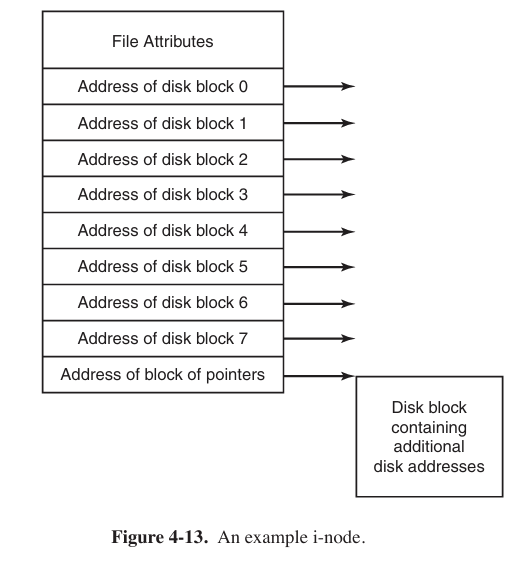 File Attributes
Address of disk block 0
Address of disk block 1
Address of disk block 2
Address of disk block 3
Address of disk block 4
Address of disk block 5
Address of disk block 6
Address of disk block 7
Address of block of pointers
Disk block
containing
additional
disk addresses
Figure 4-13. An example i-node.